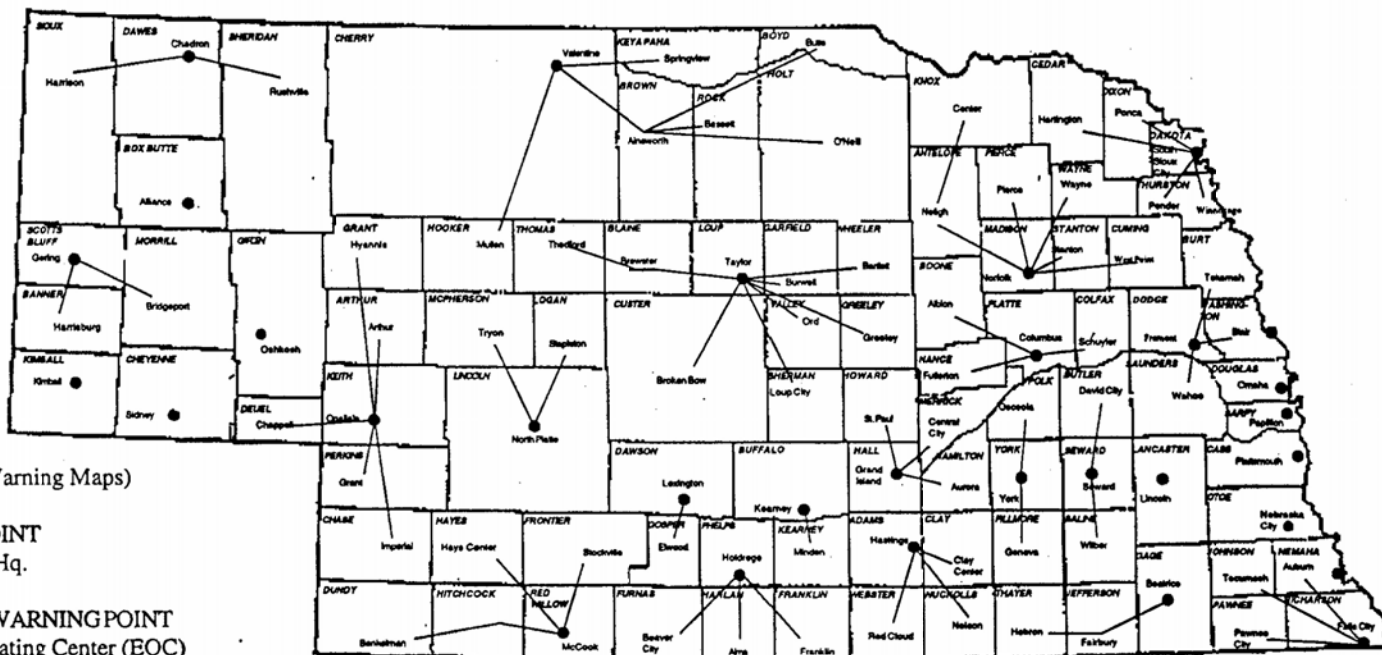 SIOUX
DAWES
SHERIDAN
CHERRY
KEYAPAHA
BOYD
Chadron
Harrison
Rushville
Valentine
Springview
Butte
HOLT
BROWN
ROCK
Bassett
Ainsworth
O'Neill
KNOX
CEDAR
DIXON
Center
Hartington
Ponca
DAKOTA
South
Sioux
City
BOX BUTTE
Alliance
ANTELOPE
PIERCE
WAYNE
Wayne
THURSTON
Pierce
Pender
Winnebago
Neligh
SCOTTS
BLUFF
Gering
MORRILL
Bridgeport
GRANT
Hyannis
HOOKER
Mullen
THOMAS
Thedford
BLAINE
Brewster
LOUP
Taylor
GARFIELD
Burwell
WHEELER
Bartlett
MADISON
Norfolk
STANTON
Stanton
CUMING
West Point
BURT
Tekamah
BANNER
Harrisburg
ARTHUR
Arthur
MCPHERSON
Tryon
LOGAN
Stapleton
CUSTER
Broken Bow
VALLEY
Ord
GREELEY
Greeley
BOONE
Albion
PLATTE
Columbus
COLFAX
Schuyler
DODGE
Fremont
WASHING-
TON
Blair
Oshkosh
KIMBALL
Kimball
CHEYENNE
Sidney
DEUEL
Chappell
KEITH
Ogallala
LINCOLN
North Platte
SHERMAN
Loup City
HOWARD
St. Paul
NANCE
Fullerton
MERRICK
Central
City
POLK
Osceola
BUTLER
David City
SAUNDERS
Wahoo
DOUGLAS
Omaha
SARPY
Papillion
PERKINS
Grant
DAWSON
Lexington
BUFFALO
Kearney
HALL
Grand
Island
HAMILTON
Aurora
YORK
York
SEWARD
Seward
LANCASTER
Lincoln
CASS
Plattsmouth
OTOE
Nebraska
City
Warning Maps)
CHASE
Imperial
HAYES
Hays Center
FRONTIER
Stockville
GOSPER
Elwood
PHELPS
Holdrege
KEARNEY
Minden
ADAMS
Hastings
CLAY
Clay
Center
FILLMORE
Geneva
SALINE
Wilber
GAGE
Beatrice
JOHNSON
Tecumseh
NEMAHA
Auburn
OINT
Hq.
DUNDY
Benkelman
HITCHCOCK
RED
WILLOW
McCook
FURNAS
Beaver
City
HARLAN
Alma
FRANKLIN
Franklin
WEBSTER
Red Cloud
NUCKOLLS
Nelson
THAYER
Hebron
JEFFERSON
Fairbury
PAWNEE
Pawnee
City
RICHARDSON
Falls City
WARNING POINT
ating Center (EOC)